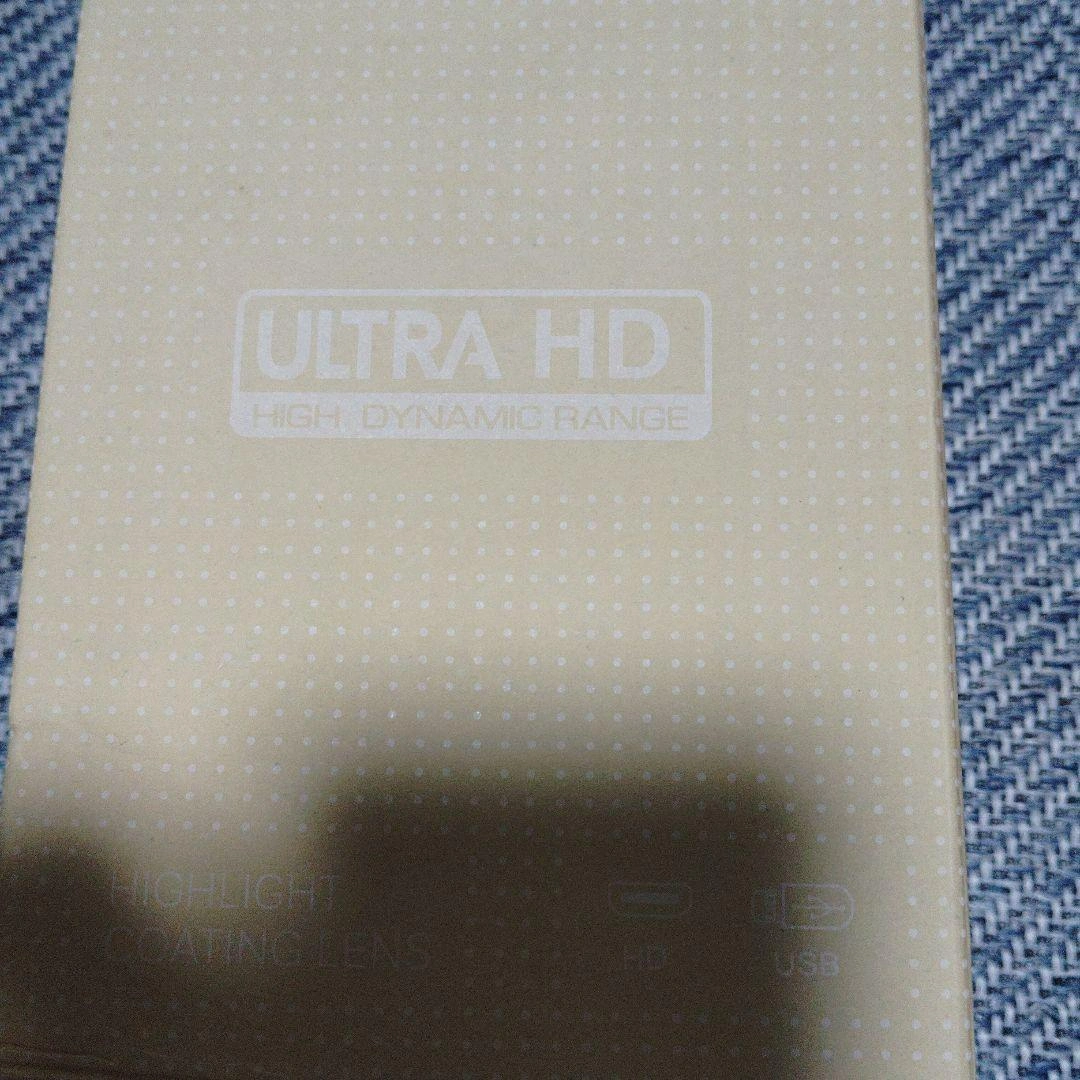 ULTRA HD
HIGH DYNAMIC RANGE
HIGHLIGHT
COATING LENS
HD
USB